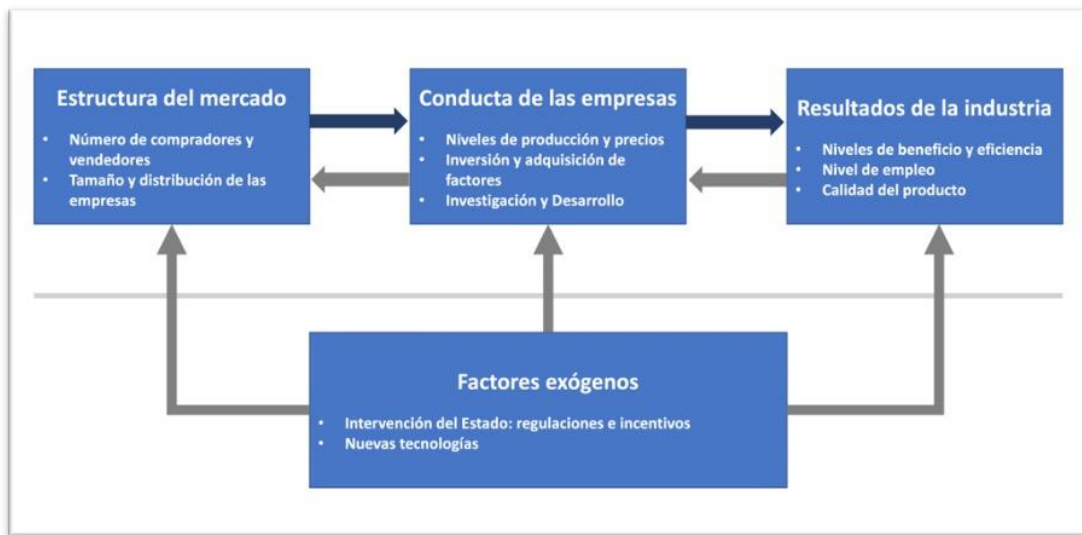 Estructura del mercado
• Número de compradores y
vendedores
• Tamaño y distribución de las
empresas
Conducta de las empresas
• Niveles de producción y precios
• Inversión y adquisición de
factores
• Investigación y Desarrollo
Resultados de la industria
• Niveles de beneficio y eficiencia
• Nivel de empleo
• Calidad del producto
Factores exógenos
• Intervención del Estado: regulaciones e incentivos
• Nuevas tecnologías